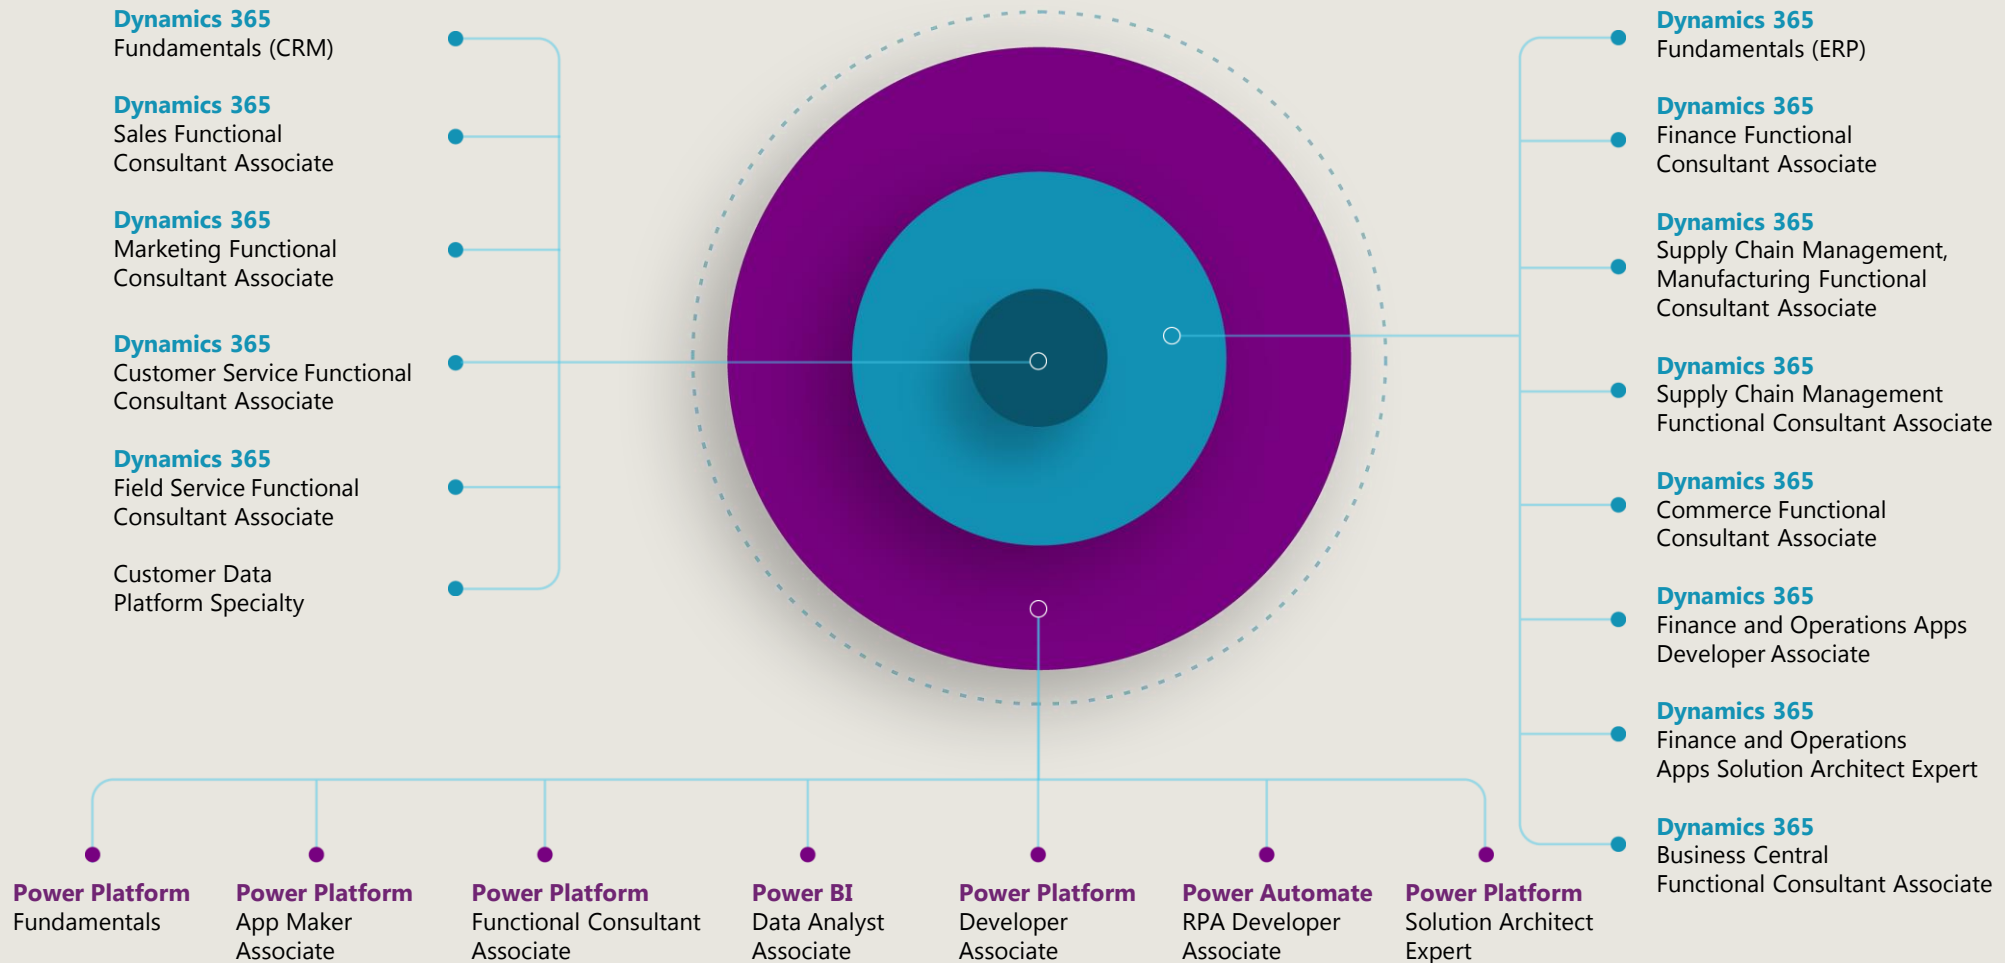 Dynamics 365
Fundamentals (CRM)
Dynamics 365
Sales Functional
Consultant Associate
Dynamics 365
Marketing Functional
Consultant Associate
Dynamics 365
Customer Service Functional
Consultant Associate
Dynamics 365
Field Service Functional
Consultant Associate
Customer Data
Platform Specialty
Dynamics 365
Fundamentals (ERP)
Dynamics 365
Finance Functional
Consultant Associate
Dynamics 365
Supply Chain Management,
Manufacturing Functional
Consultant Associate
Dynamics 365
Supply Chain Management
Functional Consultant Associate
Dynamics 365
Commerce Functional
Consultant Associate
Dynamics 365
Finance and Operations Apps
Developer Associate
Dynamics 365
Finance and Operations
Apps Solution Architect Expert
Dynamics 365
Business Central
Functional Consultant Associate
Power Platform
Fundamentals
Power Platform
App Maker
Associate
Power Platform
Functional Consultant
Associate
Power BI
Data Analyst
Associate
Power Platform
Developer
Associate
Power Automate
RPA Developer
Associate
Power Platform
Solution Architect
Expert